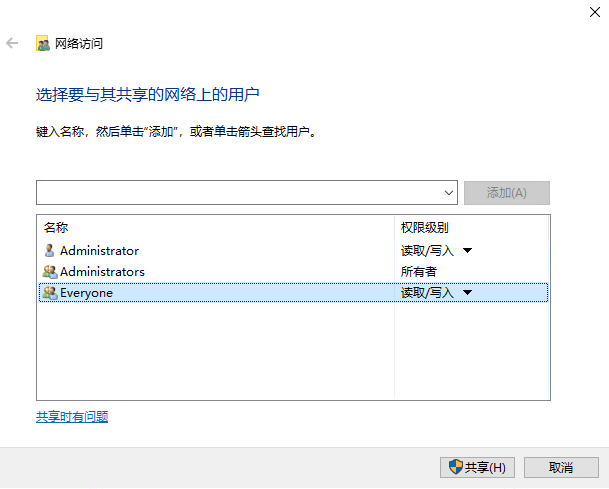 网络访问
选择要与其共享的网络上的用户
键入名称，然后单击“添加”，或者单击箭头查找用户。
添加(A)
名称 权限级别
Administrator 读取/写入
Administrators 所有者
Everyone 读取/写入
共享时有问题
共享(H) 取消